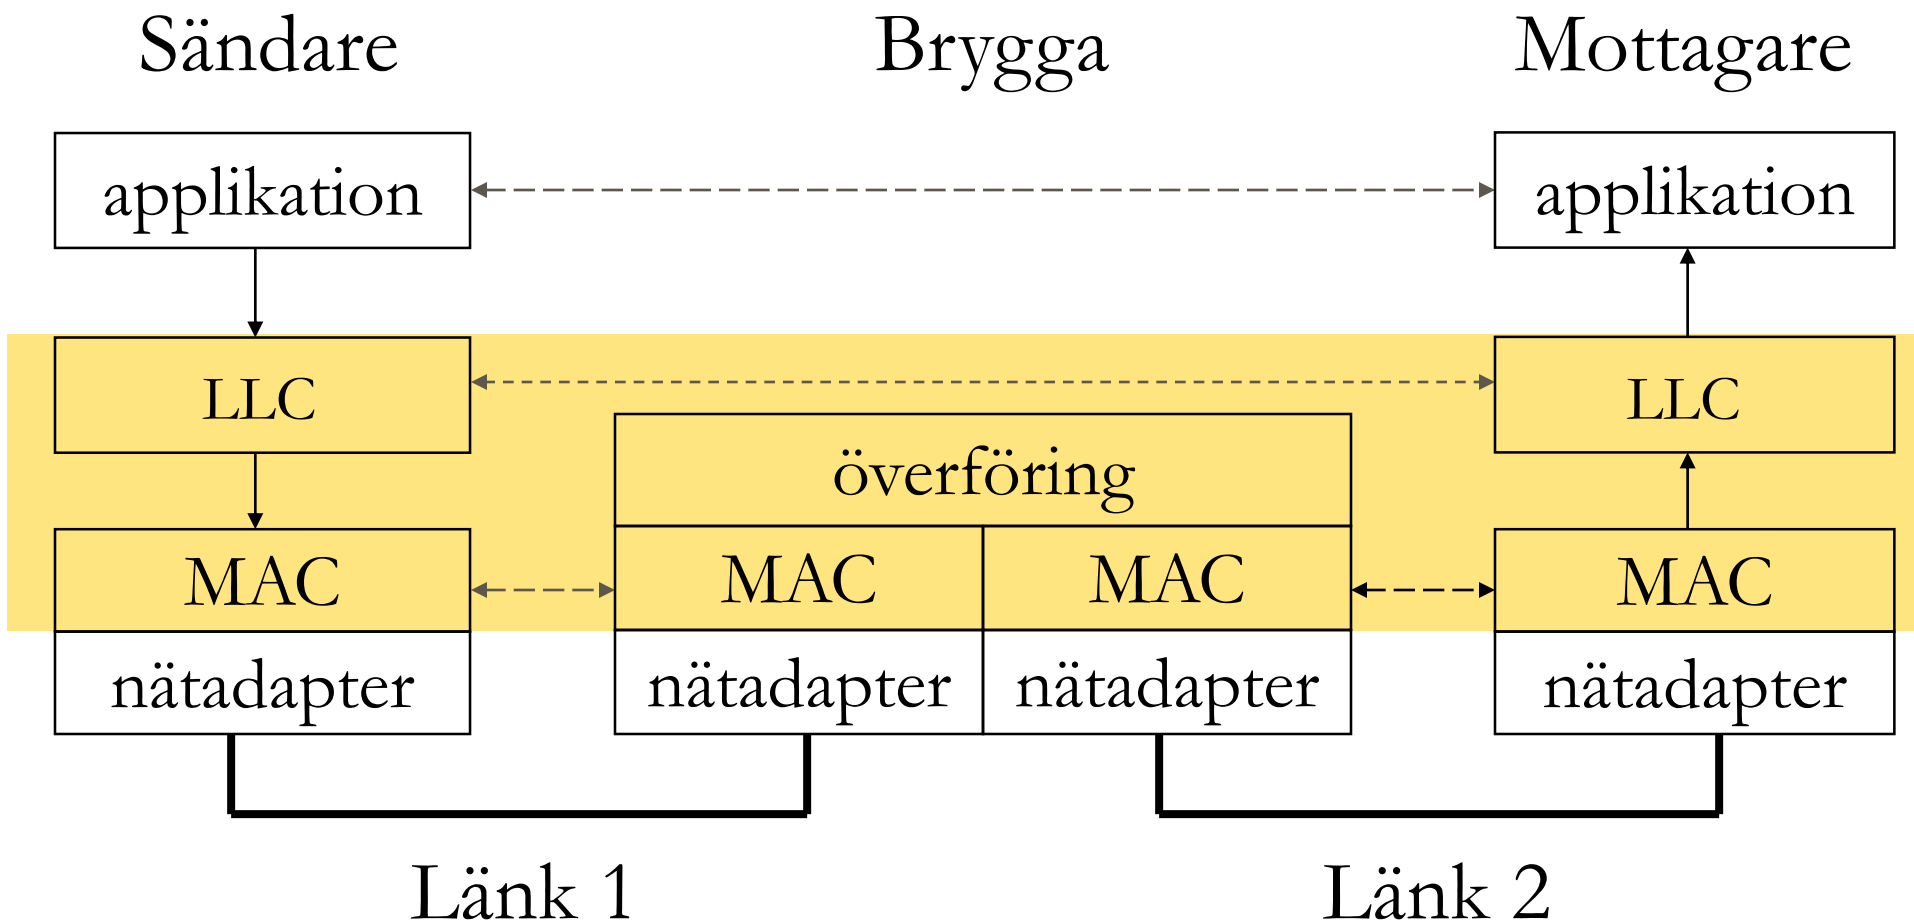 Sändare
Brygga
Mottagare
applikation
applikation
LLC
LLC
överföring
MAC
MAC
MAC
MAC
nätadapter
nätadapter
nätadapter
nätadapter
Länk 1
Länk 2